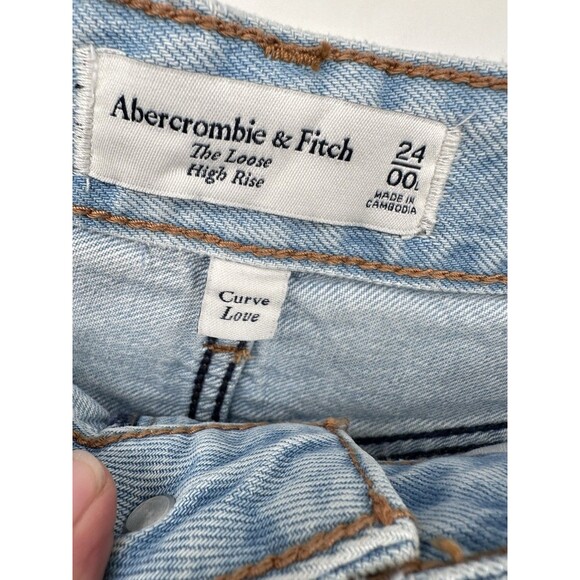 Abercrombie & Fitch
The Loose
High Rise
24
00L
MADE IN
CAMBODIA
Curve
Love